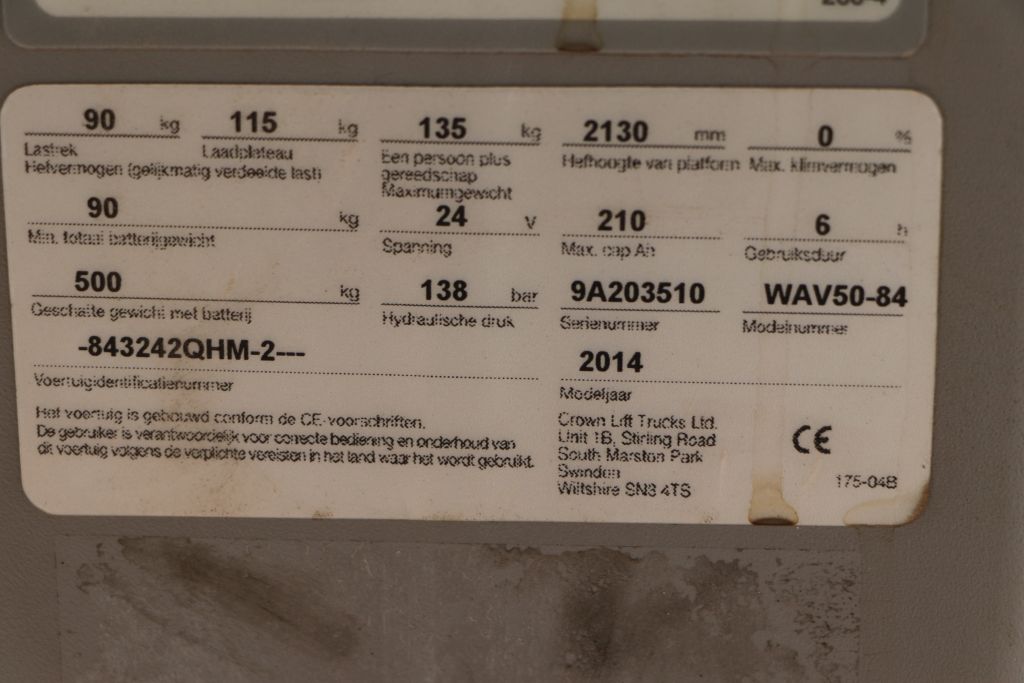 90 kg 115 kg 135 kg 2130 mm 0 %
Lastrek Laadplateau Een persoon plus gereedschap Maximumgewicht Hefhoogte van platform Max. klimvermogen
Hefvermogen (gelijkmatig verdeelde last)
90 kg 24 V 210 6 h
Min. totaal batterijgewicht Spanning Max. cap Ah Gebruiksduur
500 kg 138 bar 9A203510 WAV50-84
Geschatte gewicht met batterij Hydraulische druk Serienummer Modelnummer
-843242QHM-2--- 2014
Voertuigidentificatienummer Modeljaar
Het voertuig is gebouwd conform de CE-voorschriften.
De gebruiker is verantwoordelijk voor correcte bediening en onderhoud van
dit voertuig volgens de verplichte vereisten in het land waar het wordt gebruikt.
Crown Lift Trucks Ltd.
Unit 1B, Stirling Road
South Marston Park
Swindon
Wiltshire SN3 4TS
CE
175-04B